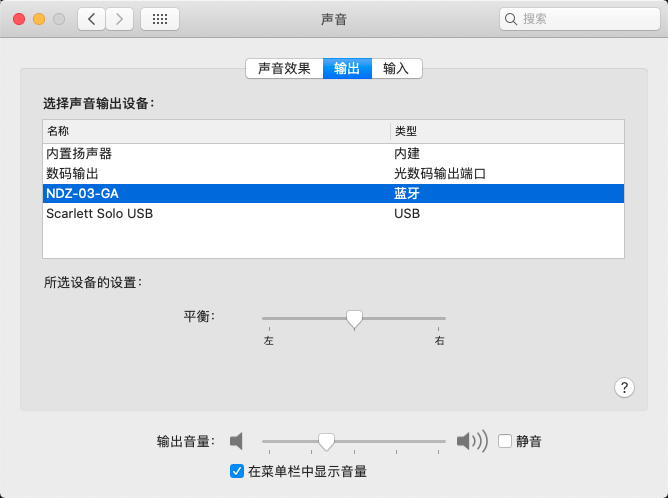 声音
搜索
声音效果 输出 输入
选择声音输出设备：
名称 类型
内置扬声器 内建
数码输出 光数码输出端口
NDZ-03-GA 蓝牙
Scarlett Solo USB USB
所选设备的设置：
平衡：
左 右
?
输出音量： 静音
在菜单栏中显示音量